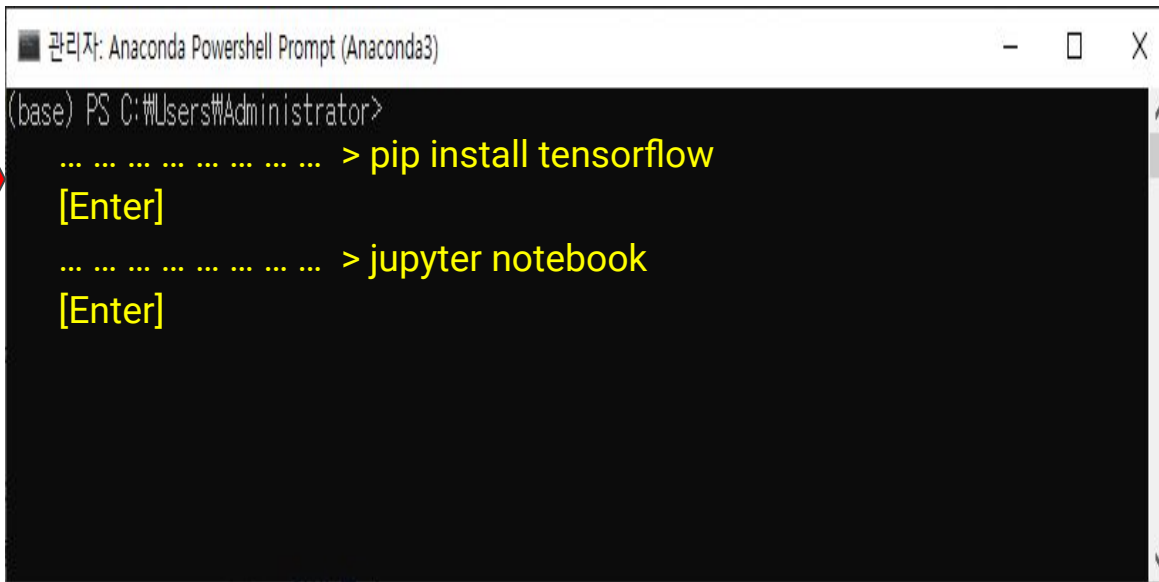 관리자: Anaconda Powershell Prompt (Anaconda3)
(base) PS C:₩Users₩Administrator>
... ... ... ... ... ... ... ... > pip install tensorflow
[Enter]
... ... ... ... ... ... ... ... > jupyter notebook
[Enter]